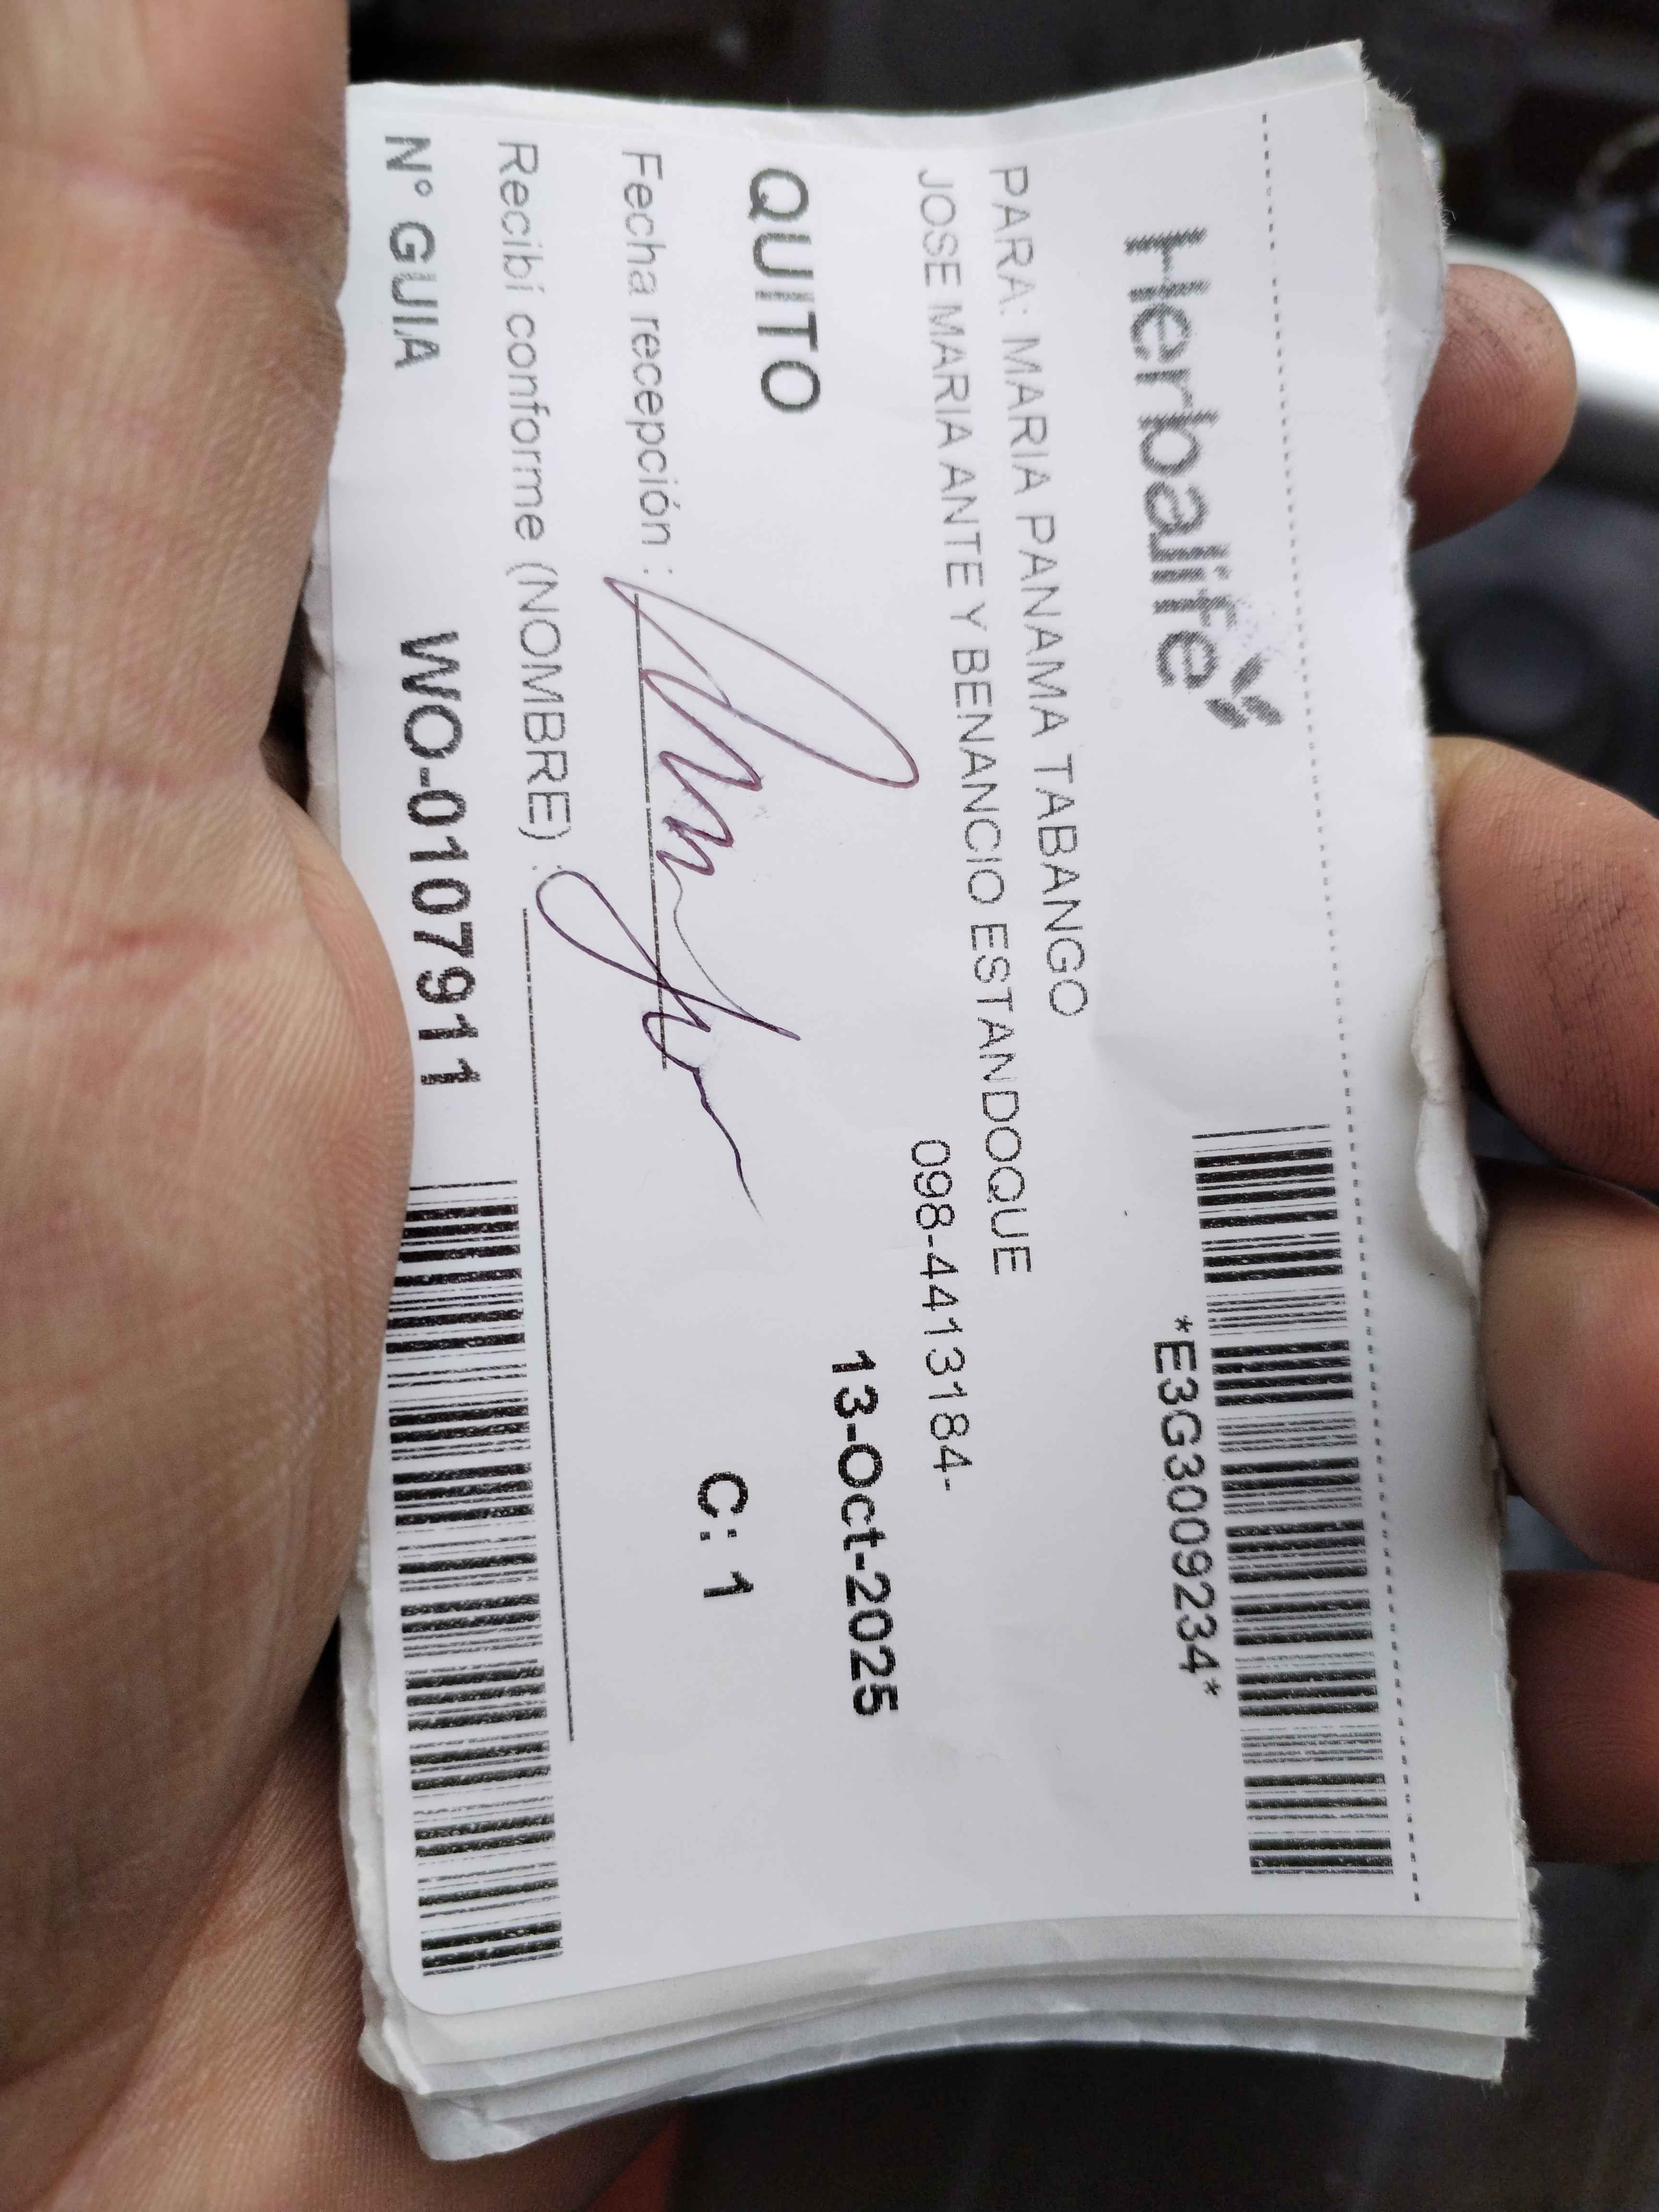 Herbalife
*E3G3009234*
PARA: MARIA PANAMA TABANGO
JOSE MARIA ANTE Y BENANCIO ESTANDOQUE
098-4413184-
13-Oct-2025
QUITO
C: 1
Fecha recepción :
Recibí conforme (NOMBRE) :
N° GUIA WO-0107911